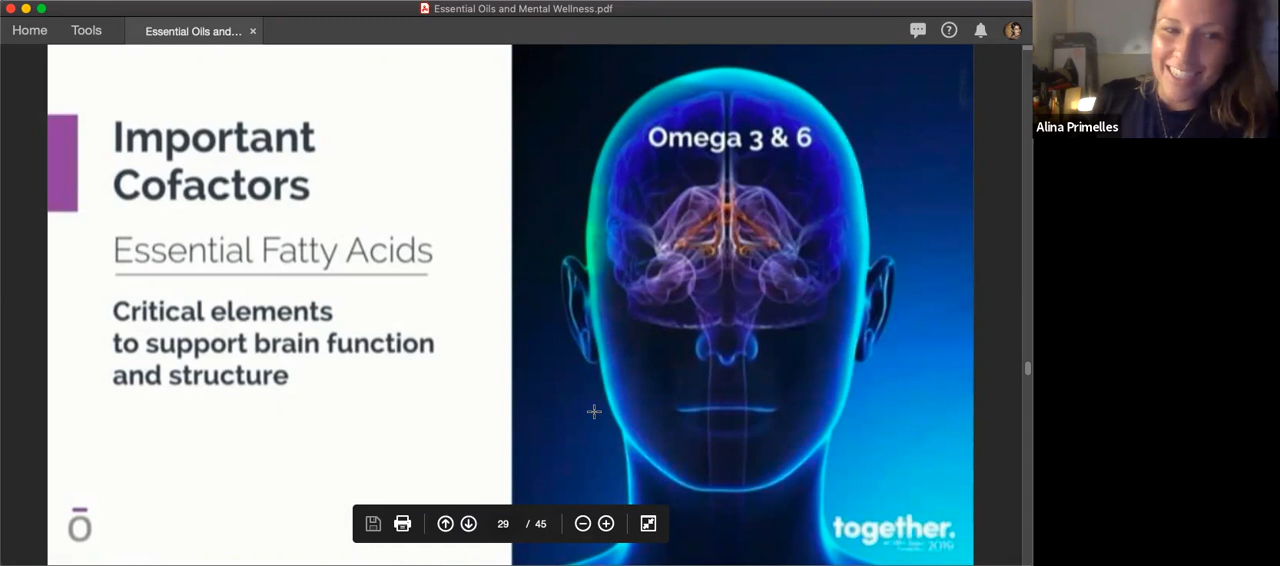 Essential Oils and Mental Wellness.pdf
Home
Tools
Essential Oils and...
Important
Cofactors
Essential Fatty Acids
Critical elements
to support brain function
and structure
Omega 3 & 6
ō
together.
2019
29 / 45
Alina Primelles